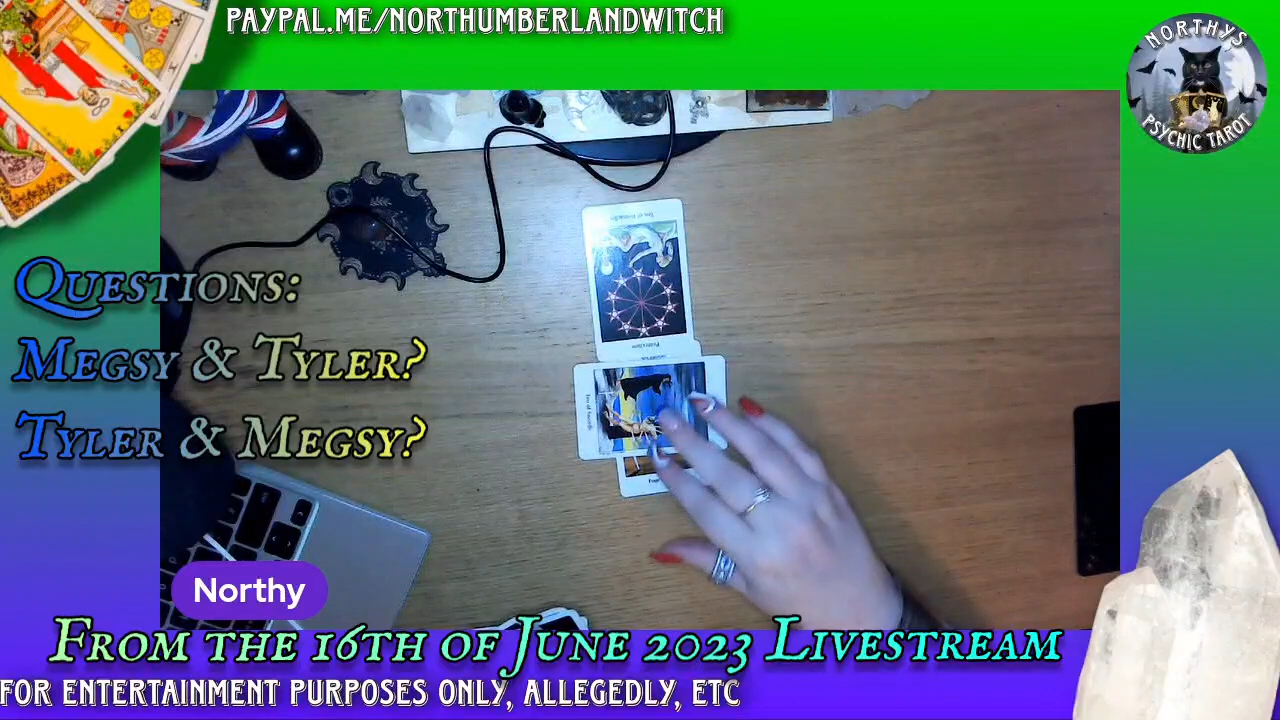 PAYPAL.ME/NORTHUMBERLANDWITCH
NORTHYS
PSYCHIC TAROT
QUESTIONS:
MEGSY & TYLER?
TYLER & MEGSY?
Northy
FROM THE 16TH OF JUNE 2023 LIVESTREAM
FOR ENTERTAINMENT PURPOSES ONLY, ALLEGEDLY, ETC